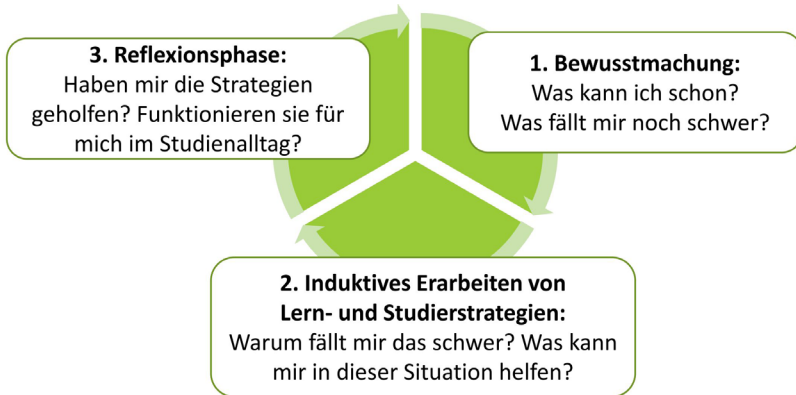 3. Reflexionsphase:
Haben mir die Strategien
geholfen? Funktionieren sie für
mich im Studienalltag?
1. Bewusstmachung:
Was kann ich schon?
Was fällt mir noch schwer?
2. Induktives Erarbeiten von
Lern- und Studierstrategien:
Warum fällt mir das schwer? Was kann
mir in dieser Situation helfen?